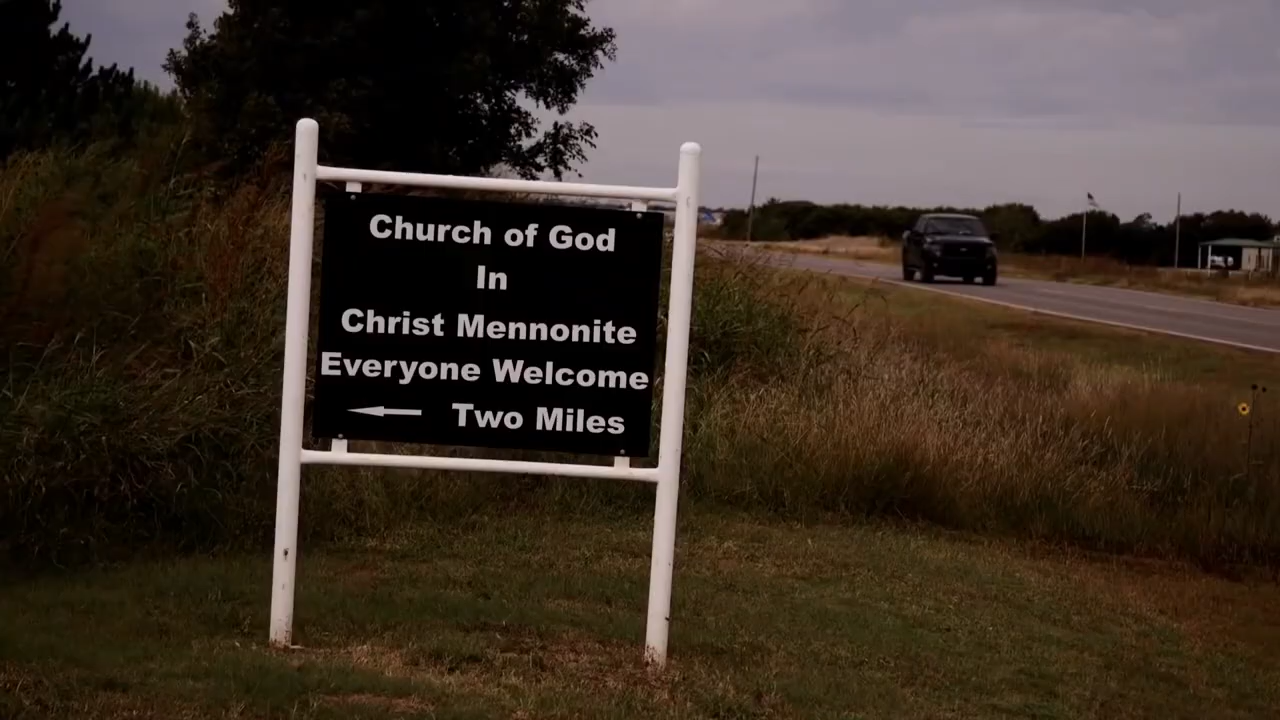 Church of God
In
Christ Mennonite
Everyone Welcome
← Two Miles